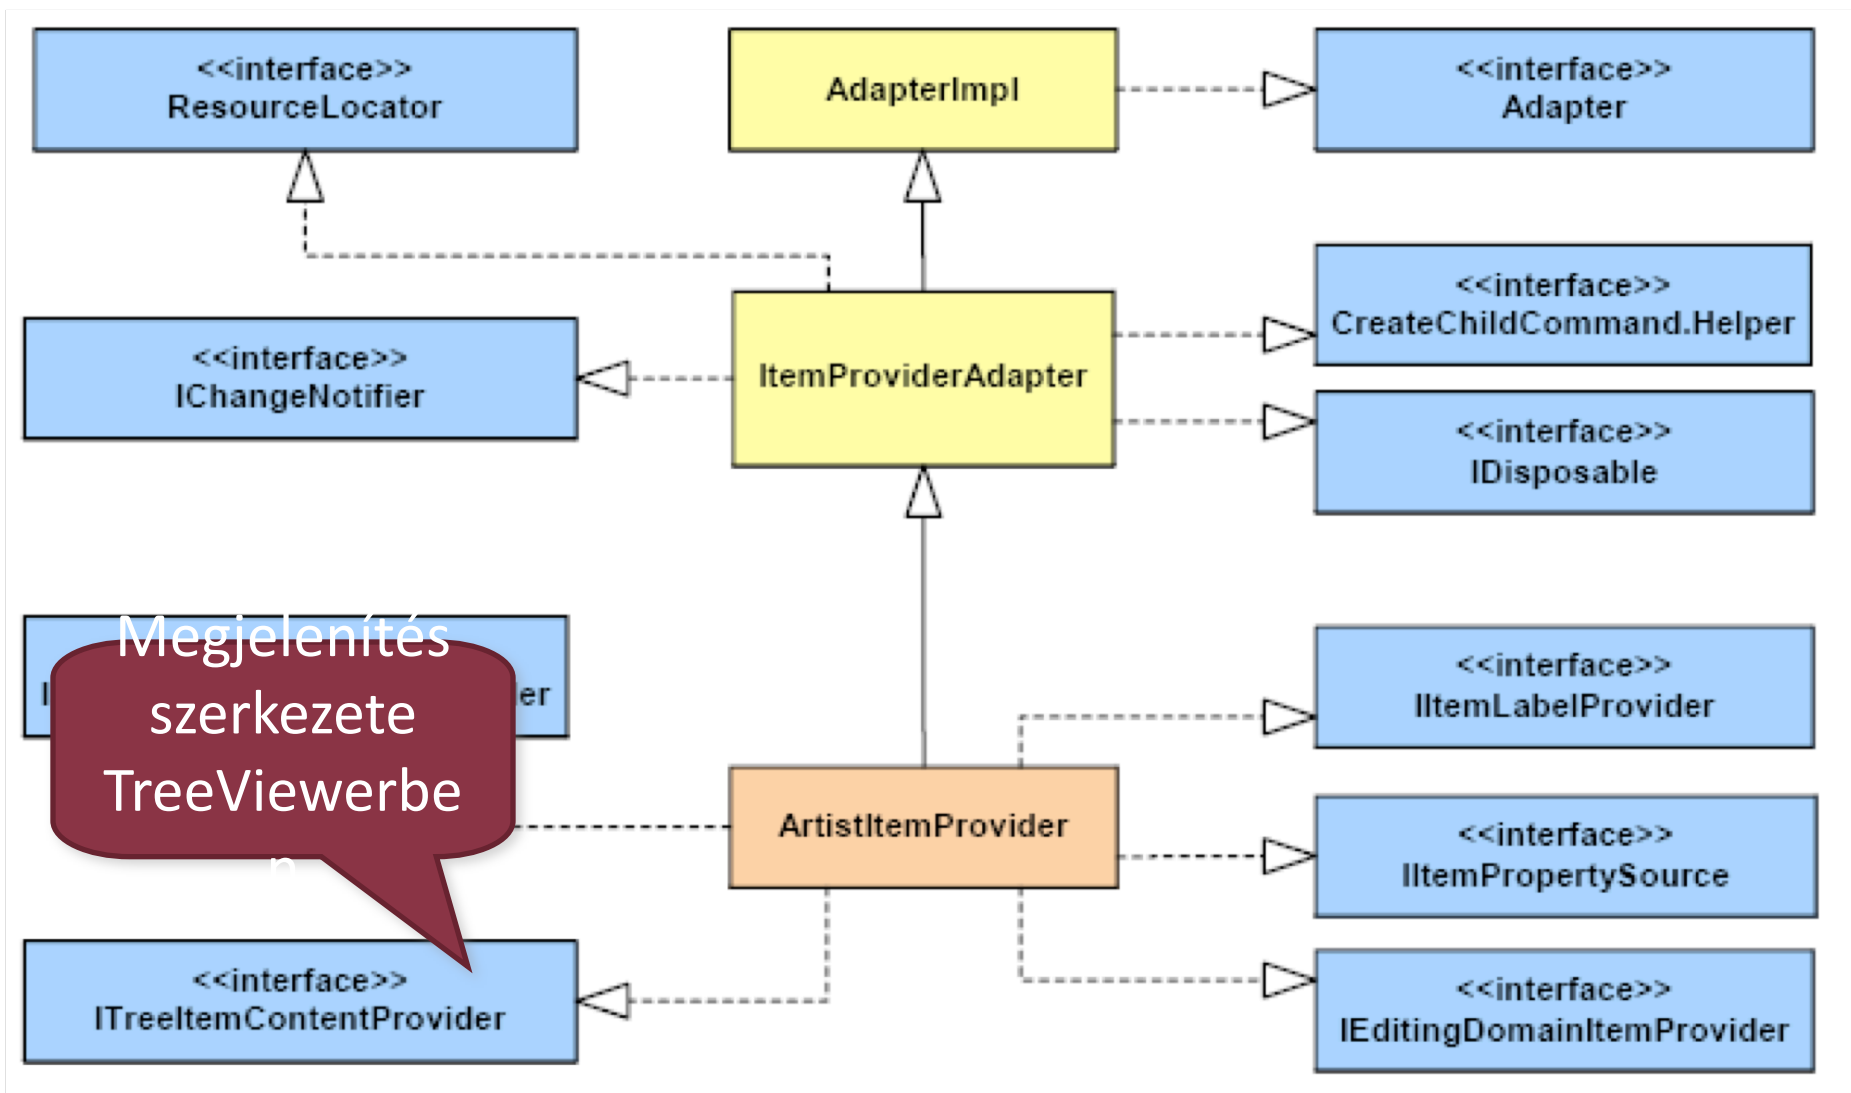 <<interface>>
ResourceLocator
AdapterImpl
<<interface>>
Adapter
<<interface>>
CreateChildCommand.Helper
<<interface>>
IChangeNotifier
ItemProviderAdapter
<<interface>>
IDisposable
Megjelenítés
szerkezete
TreeViewerbe
n
<<interface>>
IItemLabelProvider
ArtistItemProvider
<<interface>>
IItemPropertySource
<<interface>>
ITreeItemContentProvider
<<interface>>
IEditingDomainItemProvider